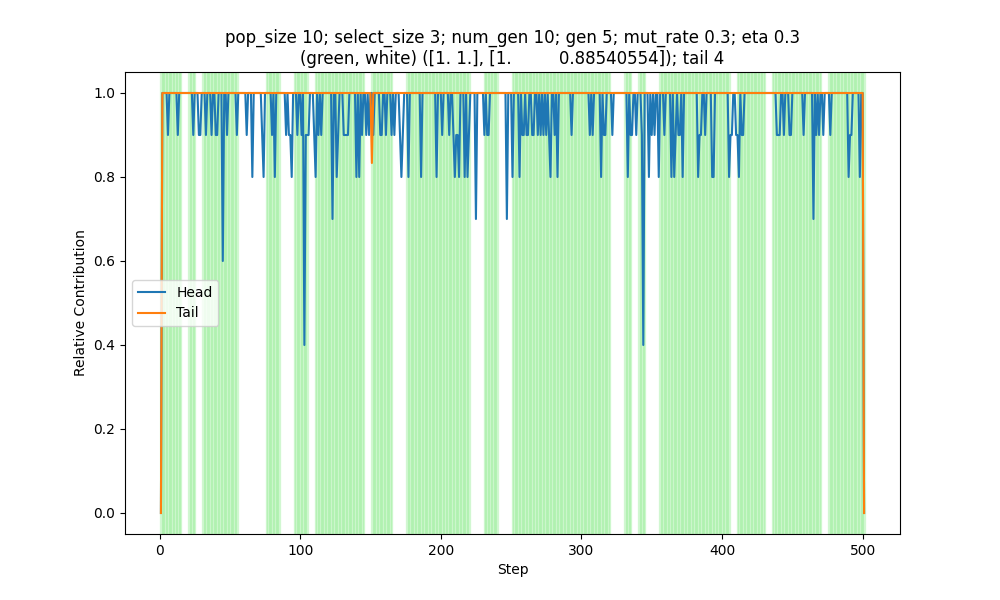 pop_size 10; select_size 3; num_gen 10; gen 5; mut_rate 0.3; eta 0.3
(green, white) ([1. 1.], [1.         0.88540554]); tail 4
1.0
0.8
0.6
0.4
0.2
0.0
Relative Contribution
Head
Tail
0
100
200
300
400
500
Step